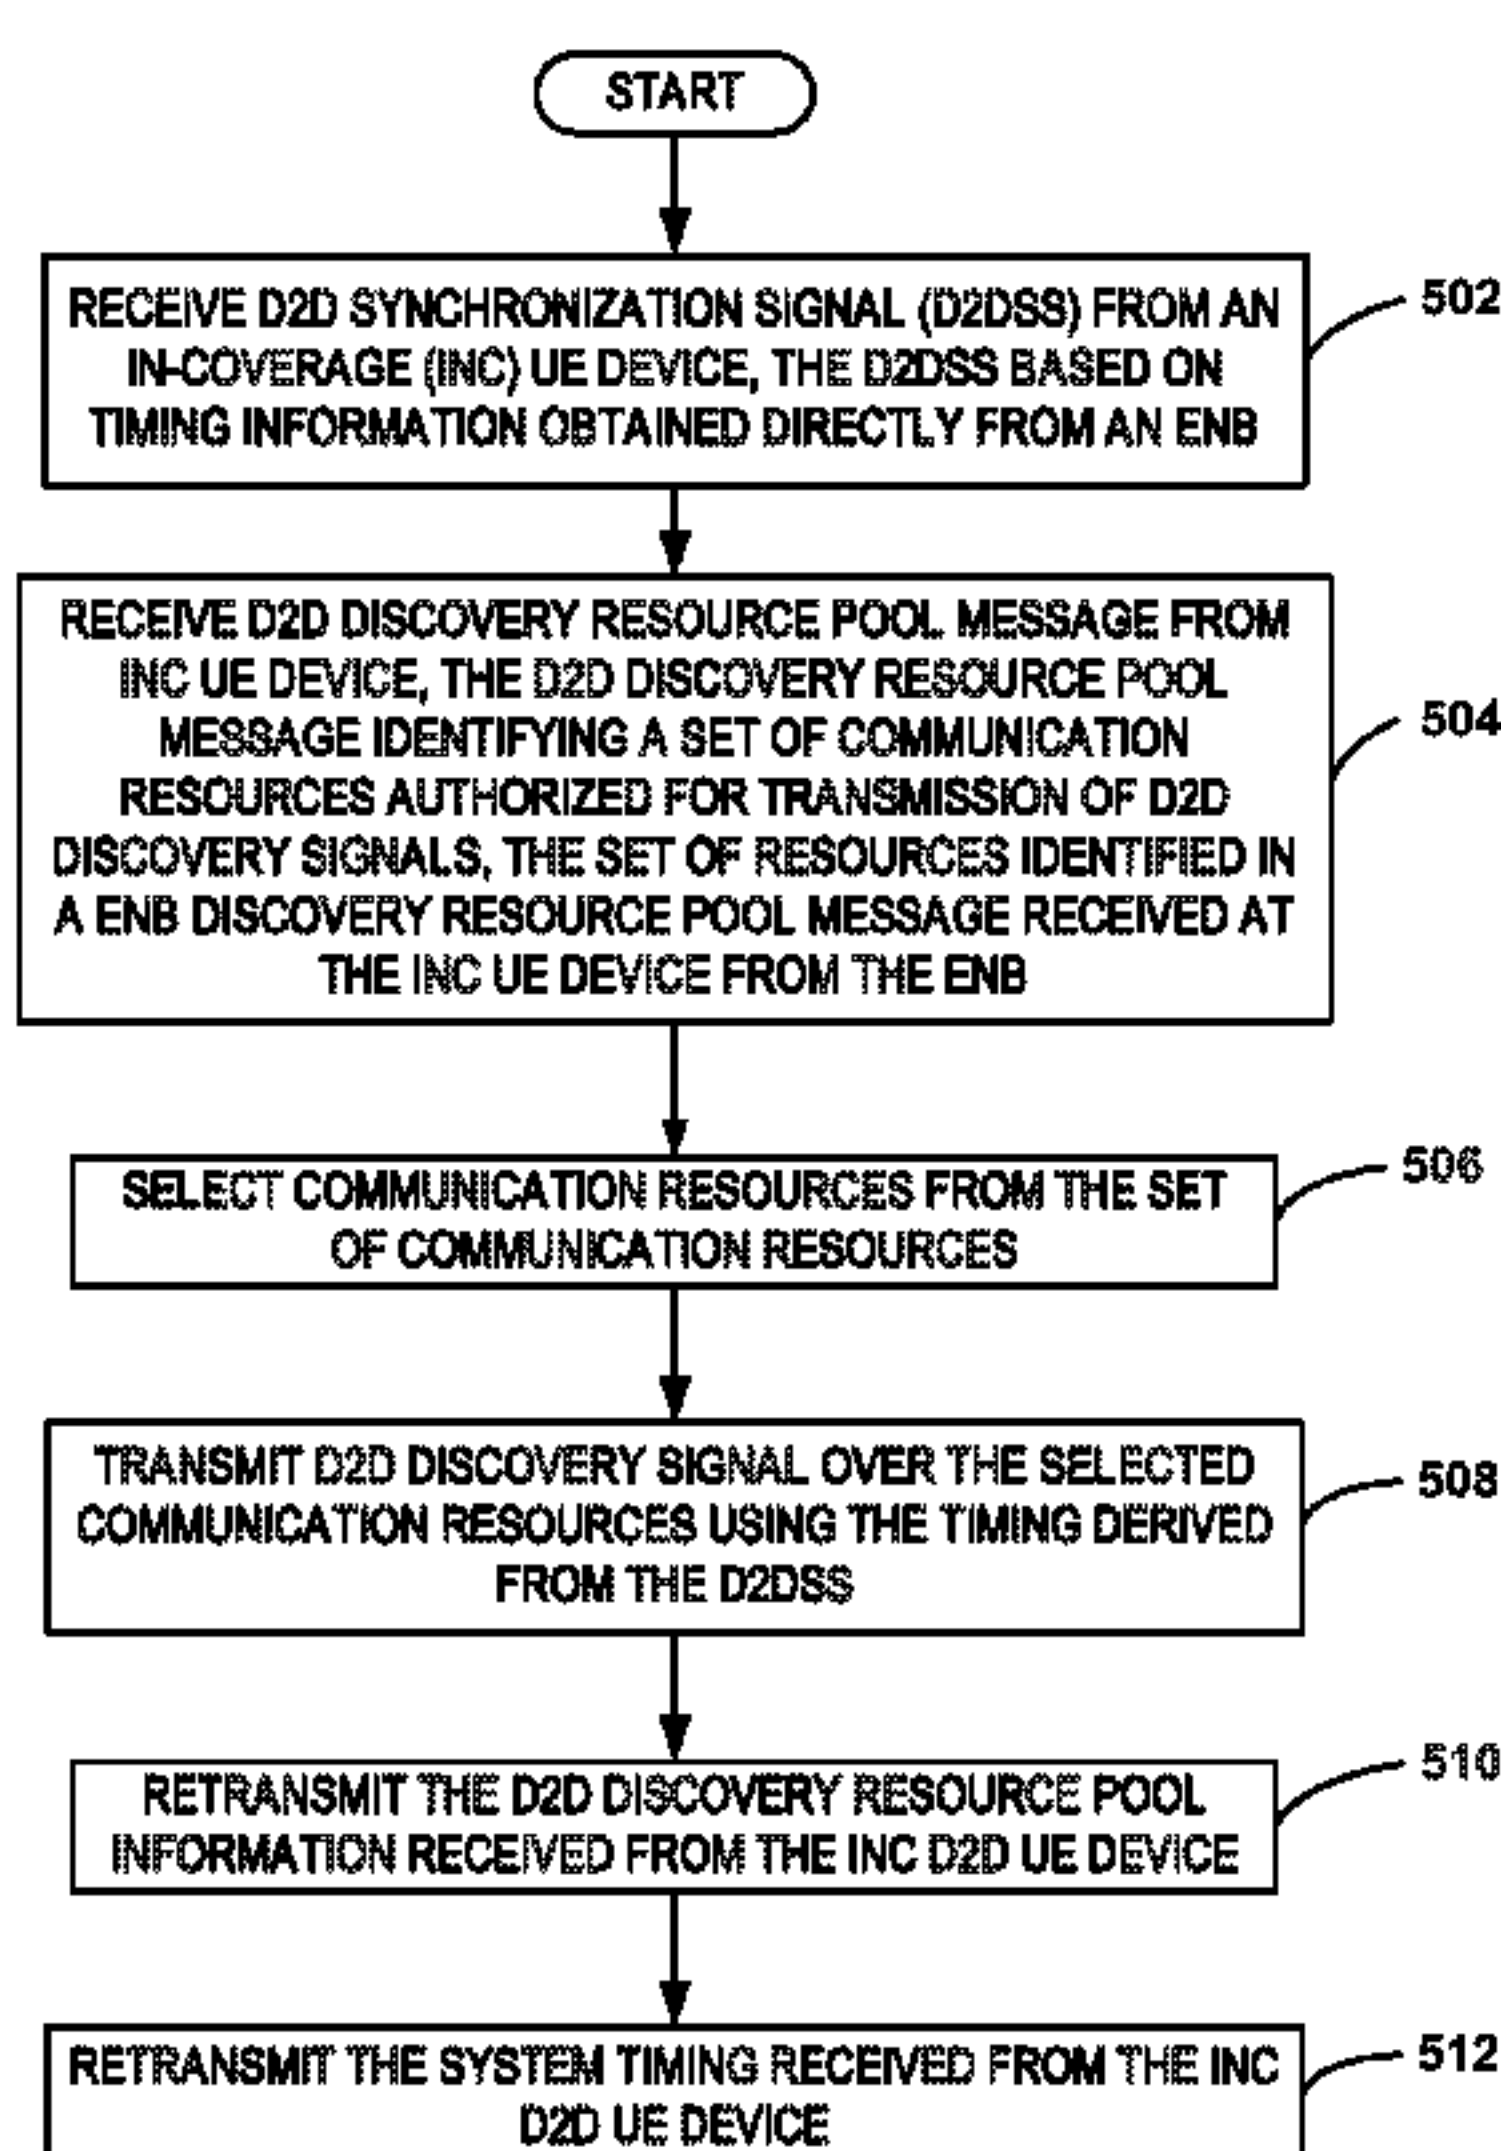 START
RECEIVE D2D SYNCHRONIZATION SIGNAL (D2DSS) FROM AN
IN-COVERAGE (INC) UE DEVICE, THE D2DSS BASED ON
TIMING INFORMATION OBTAINED DIRECTLY FROM AN ENB
502
RECEIVE D2D DISCOVERY RESOURCE POOL MESSAGE FROM
INC UE DEVICE, THE D2D DISCOVERY RESOURCE POOL
MESSAGE IDENTIFYING A SET OF COMMUNICATION
RESOURCES AUTHORIZED FOR TRANSMISSION OF D2D
DISCOVERY SIGNALS, THE SET OF RESOURCES IDENTIFIED IN
A ENB DISCOVERY RESOURCE POOL MESSAGE RECEIVED AT
THE INC UE DEVICE FROM THE ENB
504
SELECT COMMUNICATION RESOURCES FROM THE SET
OF COMMUNICATION RESOURCES
506
TRANSMIT D2D DISCOVERY SIGNAL OVER THE SELECTED
COMMUNICATION RESOURCES USING THE TIMING DERIVED
FROM THE D2DSS
508
RETRANSMIT THE D2D DISCOVERY RESOURCE POOL
INFORMATION RECEIVED FROM THE INC D2D UE DEVICE
510
RETRANSMIT THE SYSTEM TIMING RECEIVED FROM THE INC
D2D UE DEVICE
512